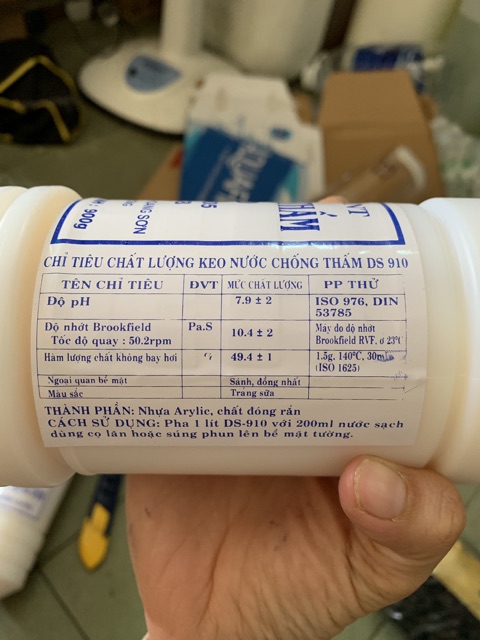 NT
THẤM
ANG SƠN
900g
CHỈ TIÊU CHẤT LƯỢNG KEO NƯỚC CHỐNG THẤM DS 910
TÊN CHỈ TIÊU ĐVT MỨC CHẤT LƯỢNG PP THỬ
Độ pH 7.9 ± 2 ISO 976, DIN 53785
Độ nhớt Brookfield Pa.S 10.4 ± 2 Máy đo độ nhớt
Tốc độ quay : 50.2rpm Brookfield RVF, ơ 23°C
Hàm lượng chất không bay hơi 49.4 ± 1 1.5g, 140°C, 30min
(ISO 1625)
Ngoại quan bề mặt Sánh, đồng nhất
Màu sắc Trắng sữa
THÀNH PHẦN: Nhựa Arylic, chất đóng rắn
CÁCH SỬ DỤNG: Pha 1 lít DS-910 với 200ml nước sạch
dùng cọ lăn hoặc súng phun lên bề mặt tường.